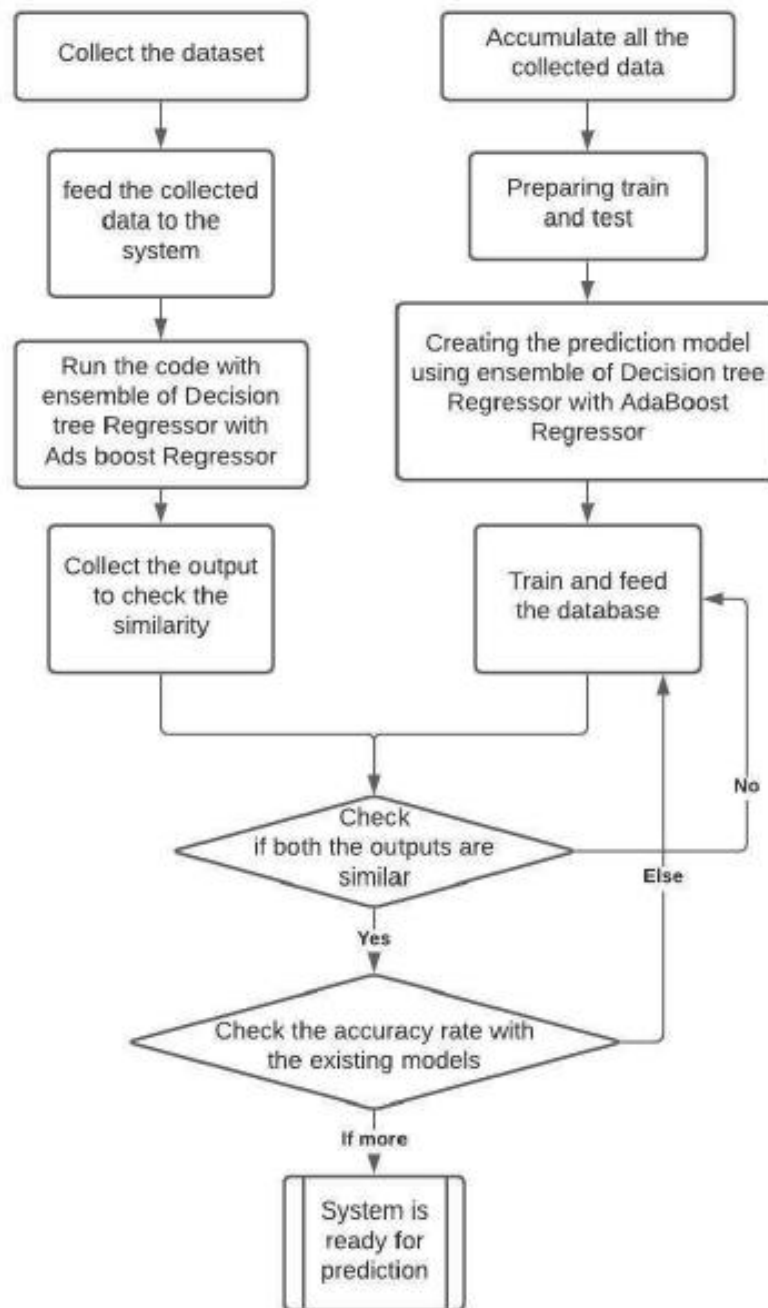 Collect the dataset
feed the collected
data to the
system
Run the code with
ensemble of Decision
tree Regressor with
Ads boost Regressor
Collect the output
to check the
similarity
Accumulate all the
collected data
Preparing train
and test
Creating the prediction model
using ensemble of Decision tree
Regressor with AdaBoost
Regressor
Train and feed
the database
Check
if both the outputs are
similar
No
Else
Yes
Check the accuracy rate with
the existing models
If more
System is
ready for
prediction